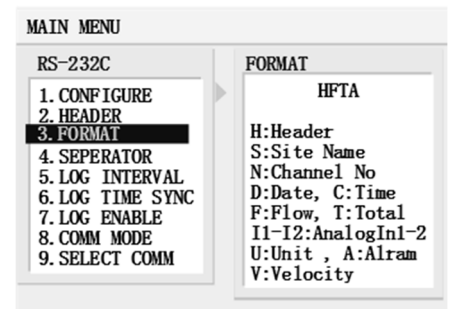 MAIN MENU
RS-232C
1. CONFIGURE
2. HEADER
3. FORMAT
4. SEPERATOR
5. LOG INTERVAL
6. LOG TIME SYNC
7. LOG ENABLE
8. COMM MODE
9. SELECT COMM
FORMAT
HFTA
H:Header
S:Site Name
N:Channel No
D:Date, C:Time
F:Flow, T:Total
I1-I2:AnalogIn1-2
U:Unit , A:Alram
V:Velocity